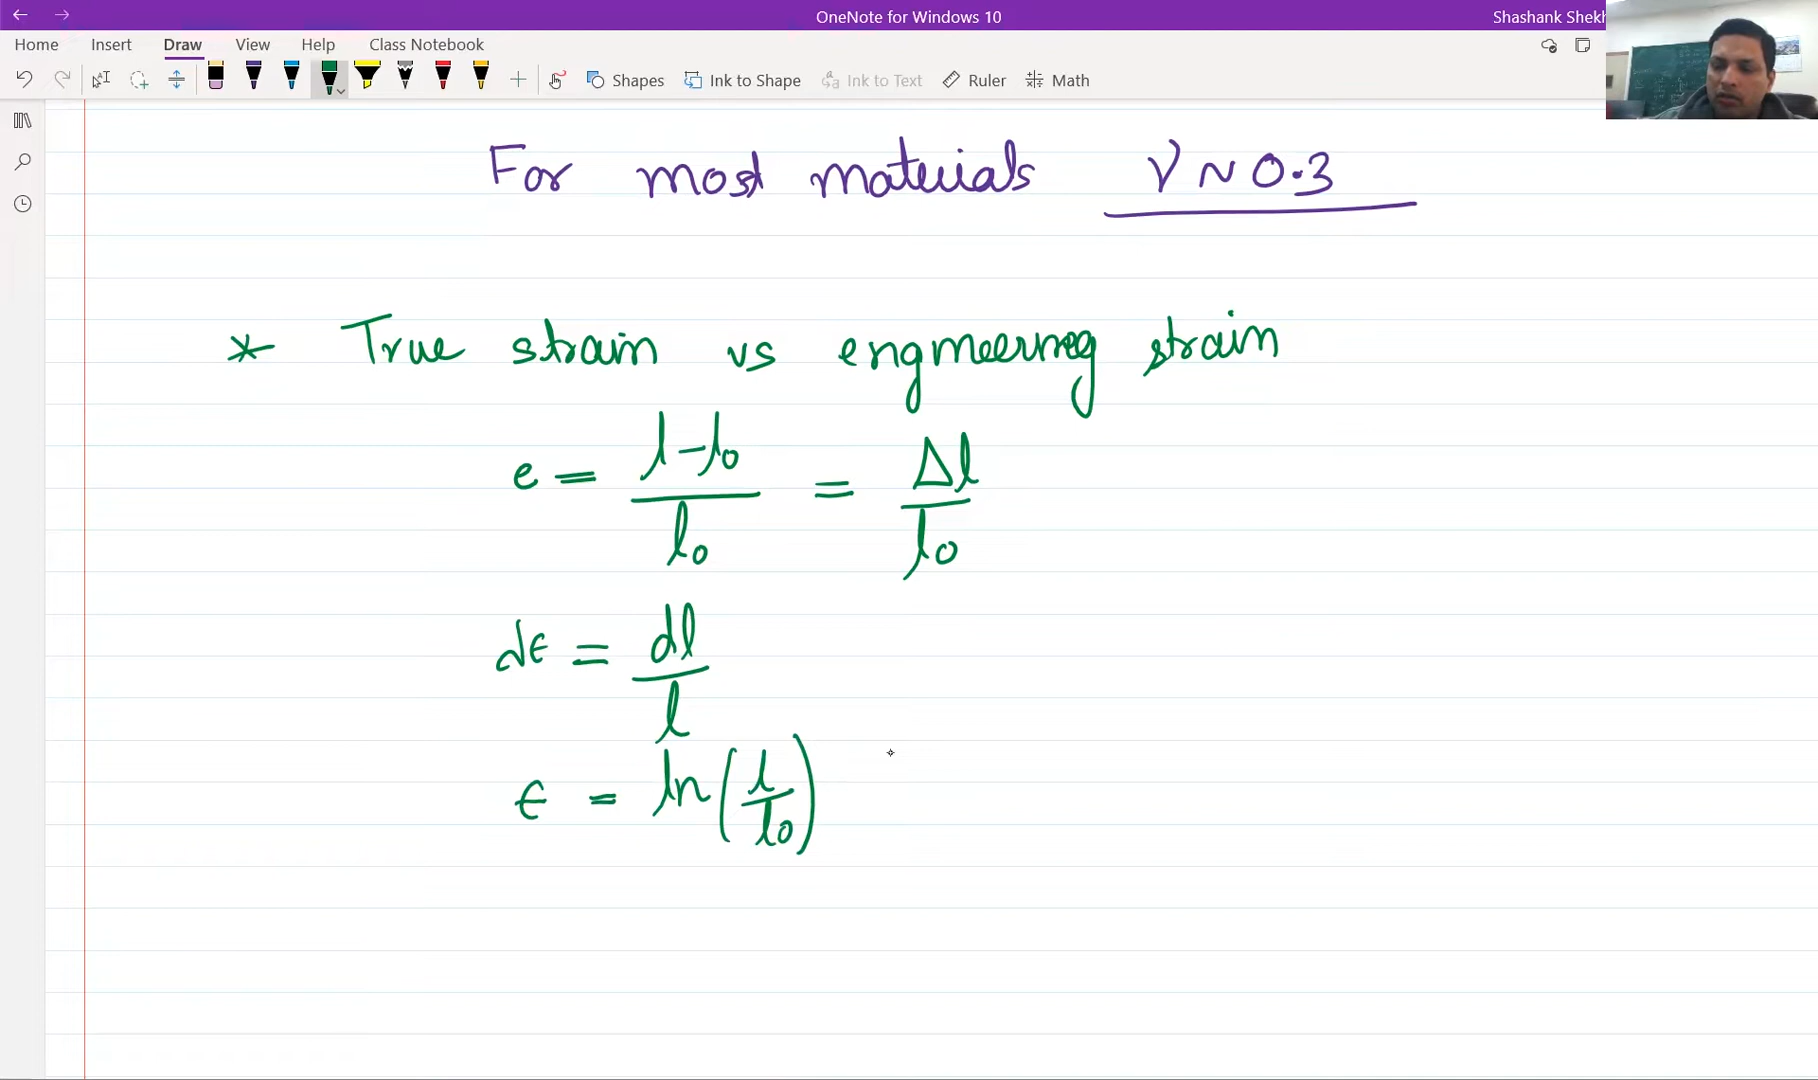 OneNote for Windows 10
Shashank Shekh
Home Insert Draw View Help Class Notebook
Shapes Ink to Shape Ink to Text Ruler Math
For most materials ν ~ 0.3
* True strain vs engineering strain
e = l-l₀/l₀ = Δl/l₀
dϵ = dl/l
ϵ = ln(l/l₀)